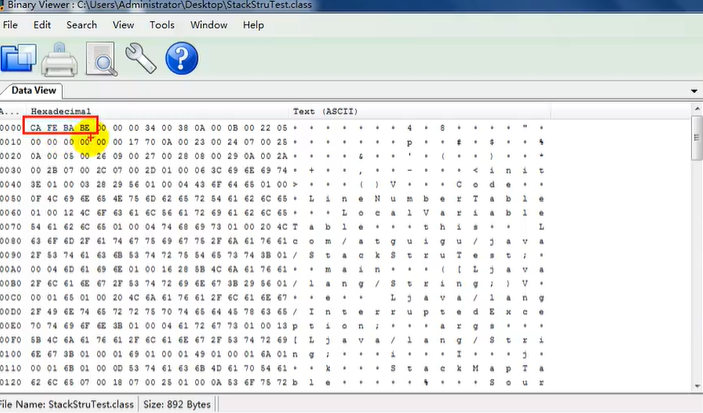 Binary Viewer : C:\Users\Administrator\Desktop\StackStruTest.class
File Edit Search View Tools Window Help
Data View
A... Hexadecimal Text (ASCII)
0000 CA FE BA BE 00 00 00 34 00 38 0A 00 0B 00 22 05 * * * * * * * 4 * 8 * * * * " *
0010 00 00 00 00 00 00 17 70 0A 00 23 00 24 07 00 25 * * * * * * * p * * # * $ * * %
0020 0A 00 05 00 26 09 00 27 00 28 08 00 29 0A 00 2A * * * * & * * ' * ( * * ) * * *
0030 00 2B 07 00 2C 07 00 2D 01 00 06 3C 69 6E 69 74 * + * * , * * - * * * < i n i t
0040 3E 01 00 03 28 29 56 01 00 04 43 6F 64 65 01 00 > * * * ( ) V * * * C o d e * *
0050 0F 4C 69 6E 65 4E 75 6D 62 65 72 54 61 62 6C 65 * L i n e N u m b e r T a b l e
0060 01 00 12 4C 6F 63 61 6C 56 61 72 69 61 62 6C 65 * * * L o c a l V a r i a b l e
0070 54 61 62 6C 65 01 00 04 74 68 69 73 01 00 20 4C T a b l e * * * t h i s * * L
0080 63 6F 6D 2F 61 74 67 75 69 67 75 2F 6A 61 76 61 c o m / a t g u i g u / j a v a
0090 2F 53 74 61 63 6B 53 74 72 75 54 65 73 74 3B 01 / S t a c k S t r u T e s t ; *
00A0 00 04 6D 61 69 6E 01 00 16 28 5B 4C 6A 61 76 61 * * m a i n * * * ( [ L j a v a
00B0 2F 6C 61 6E 67 2F 53 74 72 69 6E 67 3B 29 56 01 / l a n g / S t r i n g ; ) V *
00C0 00 01 65 01 00 20 4C 6A 61 76 61 2F 6C 61 6E 67 * * e * * L j a v a / l a n g
00D0 2F 49 6E 74 65 72 72 75 70 74 65 64 45 78 63 65 / I n t e r r u p t e d E x c e
00E0 70 74 69 6F 6E 3B 01 00 04 61 72 67 73 01 00 13 p t i o n ; * * * a r g s * * *
00F0 5B 4C 6A 61 76 61 2F 6C 61 6E 67 2F 53 74 72 69 [ L j a v a / l a n g / S t r i
0100 6E 67 3B 01 00 01 69 01 00 01 49 01 00 01 6A 01 n g ; * * * i * * * I * * * j *
0110 00 01 6B 01 00 0D 53 74 61 63 6B 4D 61 70 54 61 * * k * * * S t a c k M a p T a
0120 62 6C 65 07 00 18 07 00 25 01 00 0A 53 6F 75 72 b l e * * * * * % * * * S o u r
File Name: StackStruTest.class Size: 892 Bytes